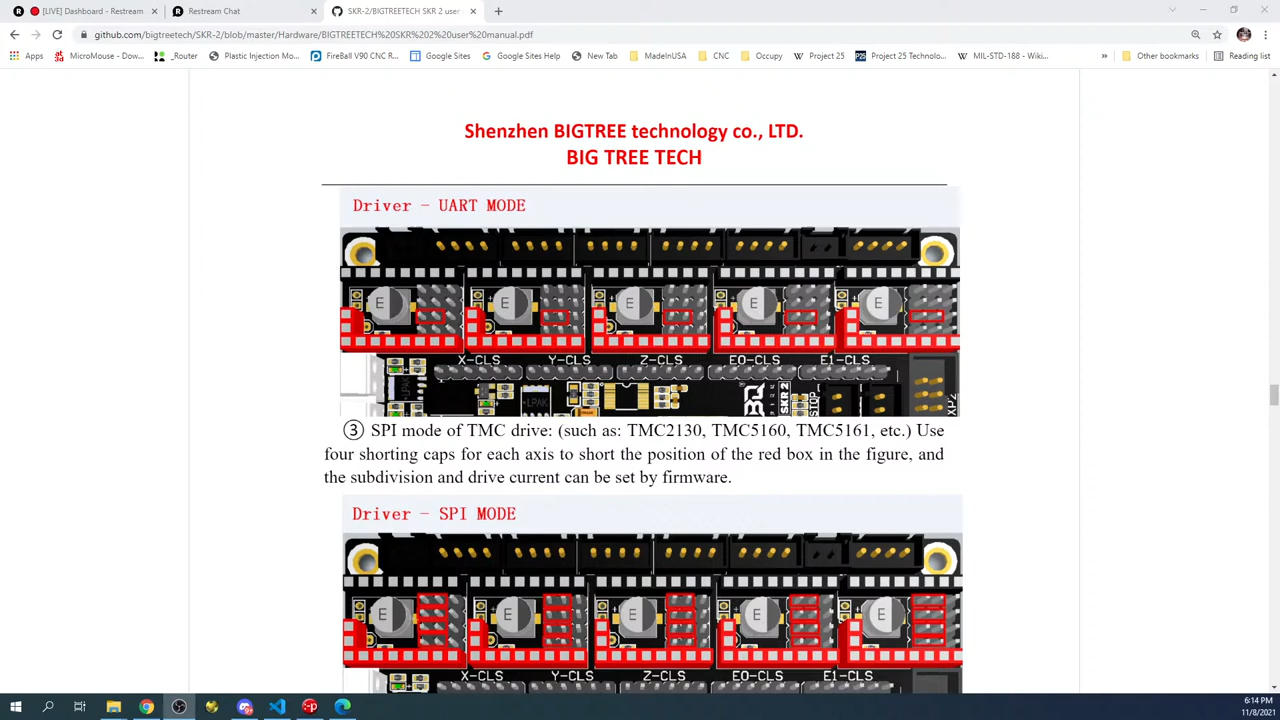 [LIVE] Dashboard - Restream
Restream Chat
SKR-2/BIGTREETECH SKR 2 user
github.com/bigtreetech/SKR-2/blob/master/Hardware/BIGTREETECH%20SKR%202%20user%20manual.pdf
Apps
MicroMouse - Dow...
_Router
Plastic Injection Mo...
FireBall V90 CNC R...
Google Sites
Google Sites Help
New Tab
MadeInUSA
CNC
Occupy
Project 25
Project 25 Technolo...
MIL-STD-188 - Wiki...
»
Other bookmarks
Reading list
Shenzhen BIGTREE technology co., LTD.
BIG TREE TECH
Driver - UART MODE
E E E E E
X-CLS Y-CLS Z-CLS E0-CLS E1-CLS
LPAK LPAK SKR 2 STOP XP2
③ SPI mode of TMC drive: (such as: TMC2130, TMC5160, TMC5161, etc.) Use
four shorting caps for each axis to short the position of the red box in the figure, and
the subdivision and drive current can be set by firmware.
Driver - SPI MODE
E E E E E
X-CLS Y-CLS Z-CLS E0-CLS E1-CLS
6:14 PM
11/8/2021